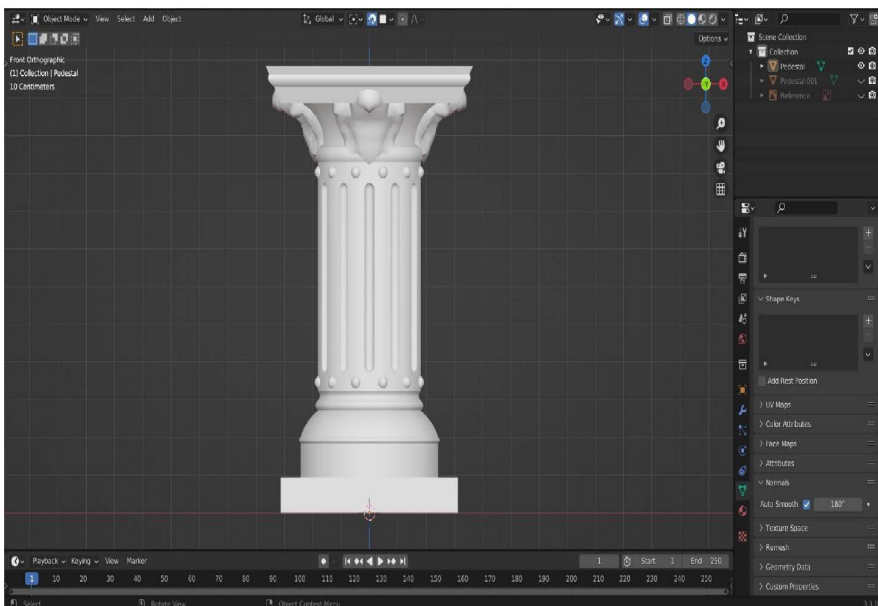 Object Mode View Select Add Object Global
Options
Front Orthographic
(1) Collection | Pedestal
10 Centimeters
Scene Collection
Collection
Pedestal
Pedestal.001
Reference
Shape Keys
Add Rest Position
UV Maps
Color Attributes
Face Maps
Attributes
Normals
Auto Smooth 180°
Texture Space
Remesh
Geometry Data
Custom Properties
Playback Keying View Marker 1 Start 1 End 250
1 10 20 30 40 50 60 70 80 90 100 110 120 130 140 150 160 170 180 190 200 210 220 230 240 250
Select Rotate View Object Context Menu